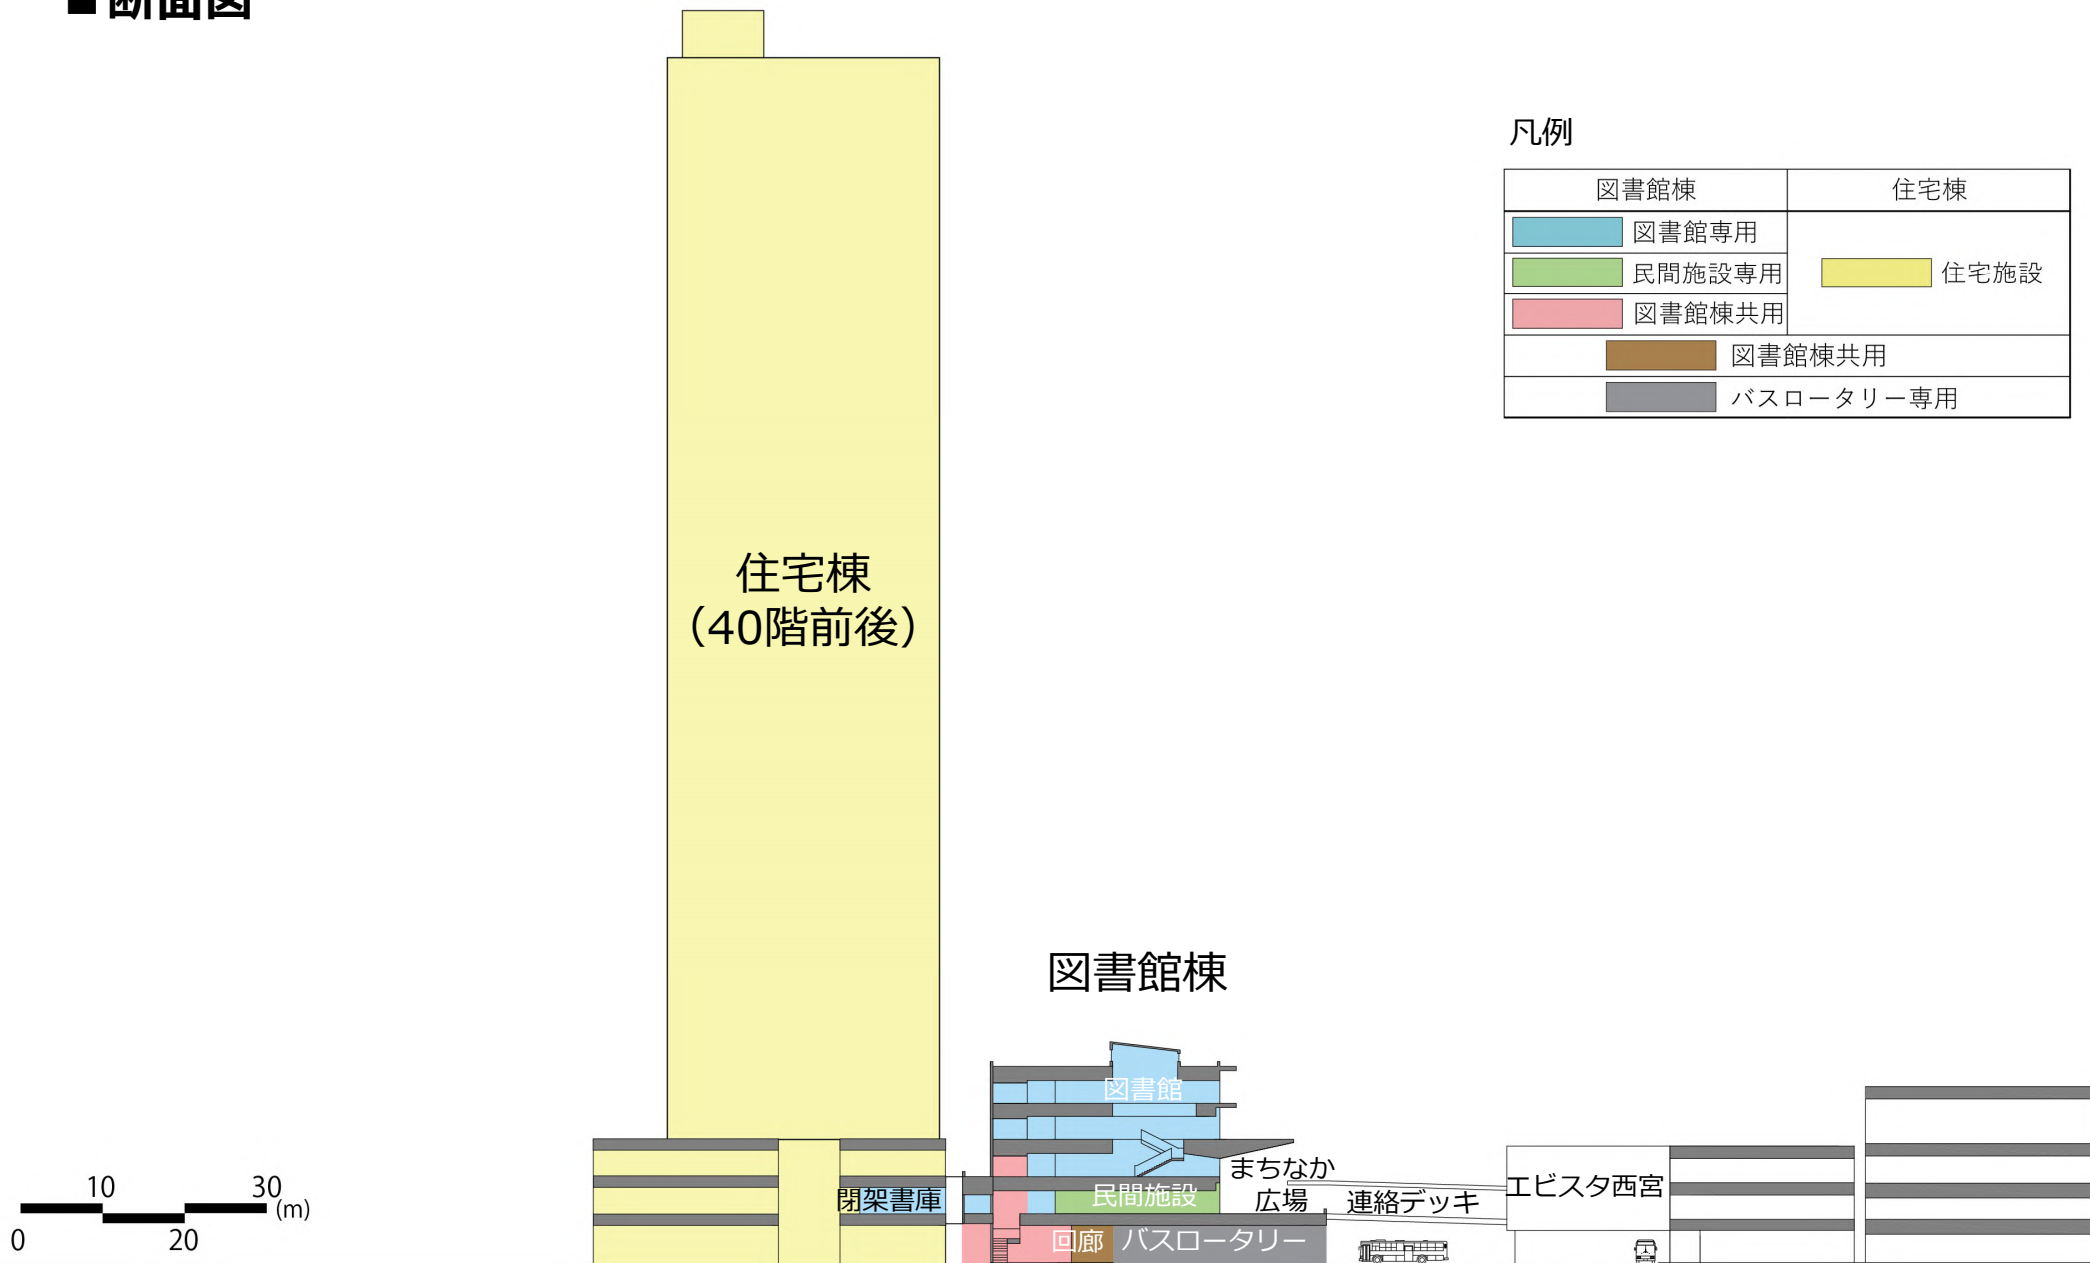 ■断面図
凡例
図書館棟 住宅棟
図書館専用
民間施設専用 住宅施設
図書館棟共用
図書館棟共用
バスロータリー専用
住宅棟
（40階前後）
図書館棟
図書館
まちなか
広場
民間施設
閉架書庫
連絡デッキ
エビスタ西宮
回廊 バスロータリー
10 30
(m)
0 20